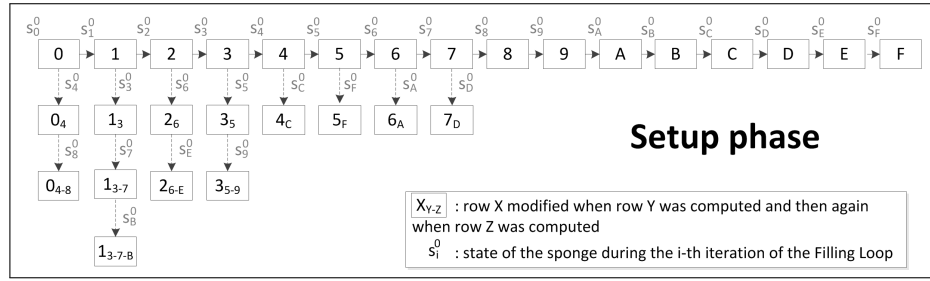 s₀⁰ s₁⁰ s₂⁰ s₃⁰ s₄⁰ s₅⁰ s₆⁰ s₇⁰ s₈⁰ s₉⁰ s_A⁰ s_B⁰ s_C⁰ s_D⁰ s_E⁰ s_F⁰
0 1 2 3 4 5 6 7 8 9 A B C D E F
s₄⁰ s₃⁰ s₆⁰ s₅⁰ s_C⁰ s_F⁰ s_A⁰ s_D⁰
0₄ 1₃ 2₆ 3₅ 4_C 5_F 6_A 7_D
s₈⁰ s₇⁰ s_E⁰ s₉⁰
0₄₋₈ 1₃₋₇ 2_6-E 3₅₋₉
s_B⁰
1_3-7-B
Setup phase
X_Y-Z : row X modified when row Y was computed and then again
when row Z was computed
s_i⁰ : state of the sponge during the i-th iteration of the Filling Loop